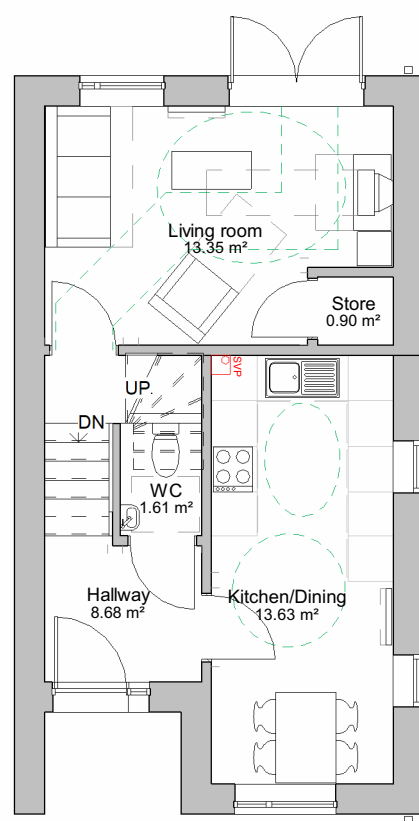 Living room
13.35 m²
Store
0.90 m²
SVP
UP
DN
WC
1.61 m²
Hallway
8.68 m²
Kitchen/Dining
13.63 m²